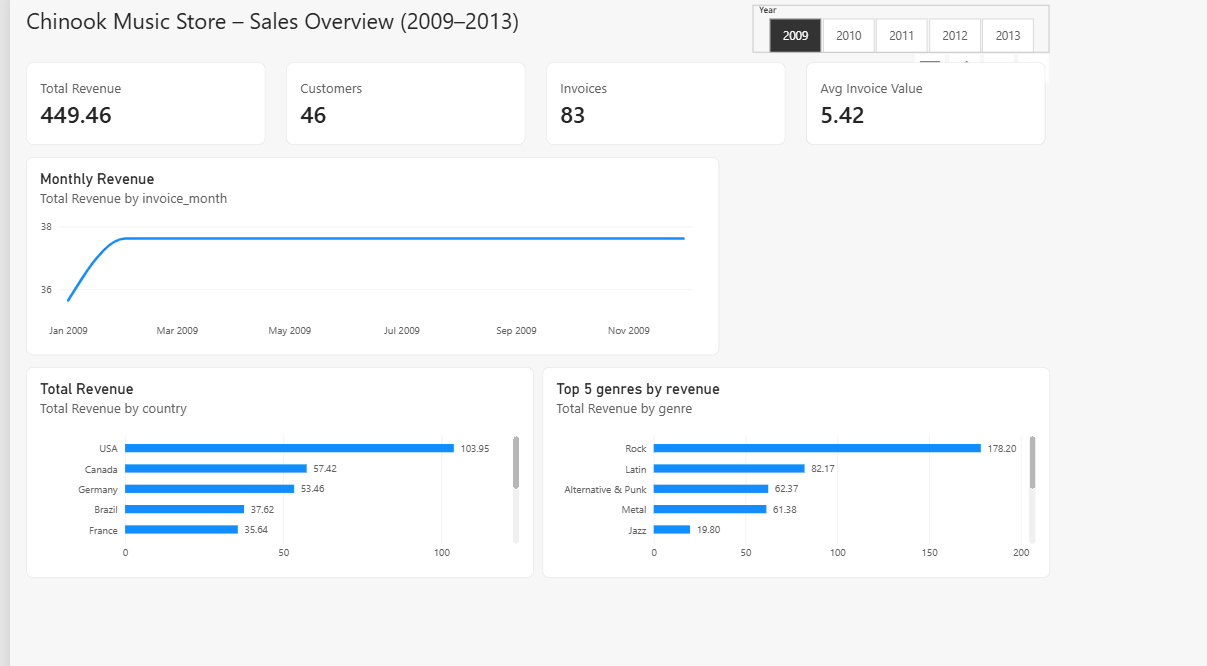 Chinook Music Store – Sales Overview (2009–2013)
Year
2009 2010 2011 2012 2013
Total Revenue
449.46
Customers
46
Invoices
83
Avg Invoice Value
5.42
Monthly Revenue
Total Revenue by invoice_month
38
36
Jan 2009 Mar 2009 May 2009 Jul 2009 Sep 2009 Nov 2009
Total Revenue
Total Revenue by country
USA 103.95
Canada 57.42
Germany 53.46
Brazil 37.62
France 35.64
0 50 100
Top 5 genres by revenue
Total Revenue by genre
Rock 178.20
Latin 82.17
Alternative & Punk 62.37
Metal 61.38
Jazz 19.80
0 50 100 150 200